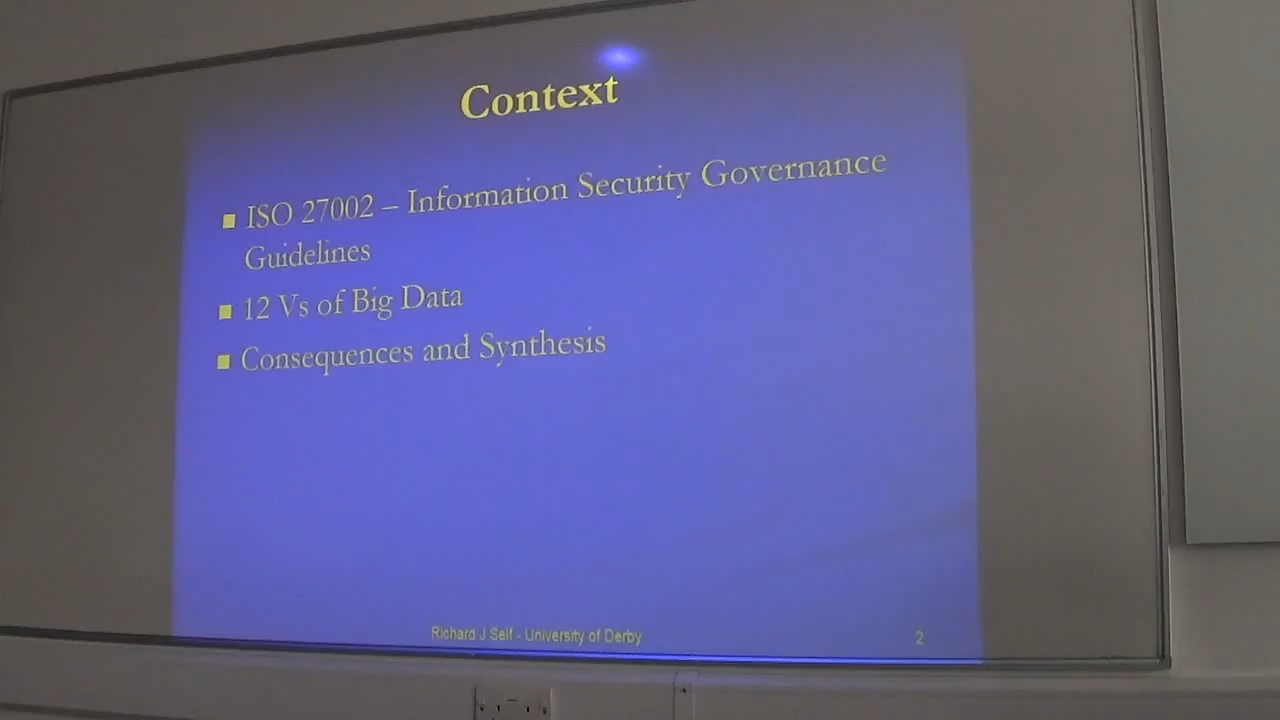 Context
■ ISO 27002 – Information Security Governance
Guidelines
■ 12 Vs of Big Data
■ Consequences and Synthesis
Richard J Self - University of Derby
2